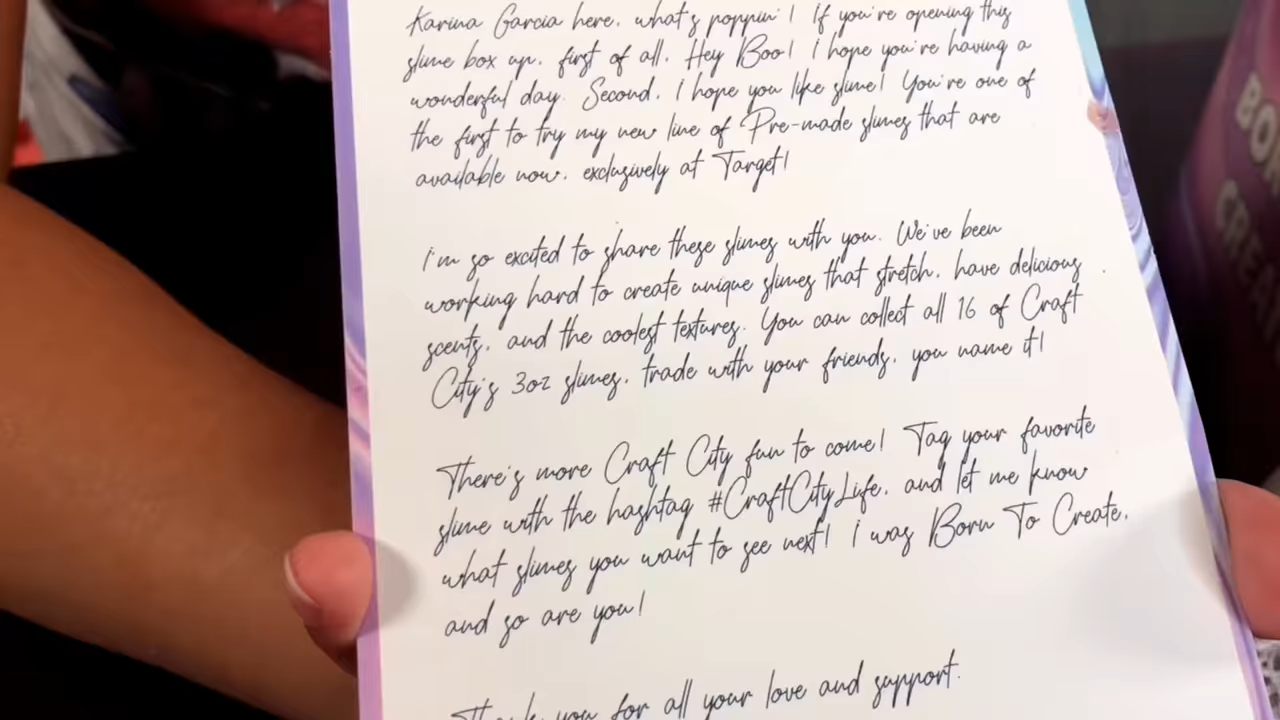 Karina Garcia here, what's poppin'! If you're opening this
slime box up, first of all, Hey Boo! I hope you're having a
wonderful day. Second, I hope you like slime! You're one of
the first to try my new line of Pre-made slimes that are
available now, exclusively at Target!
I'm so excited to share these slimes with you. We've been
working hard to create unique slimes that stretch, have delicious
scents, and the coolest textures. You can collect all 16 of Craft
City's 3oz slimes, trade with your friends, you name it!
There's more Craft City fun to come! Tag your favorite
slime with the hashtag #CraftCityLife, and let me know
what slimes you want to see next! I was Born To Create,
and so are you!
Thank you for all your love and support.